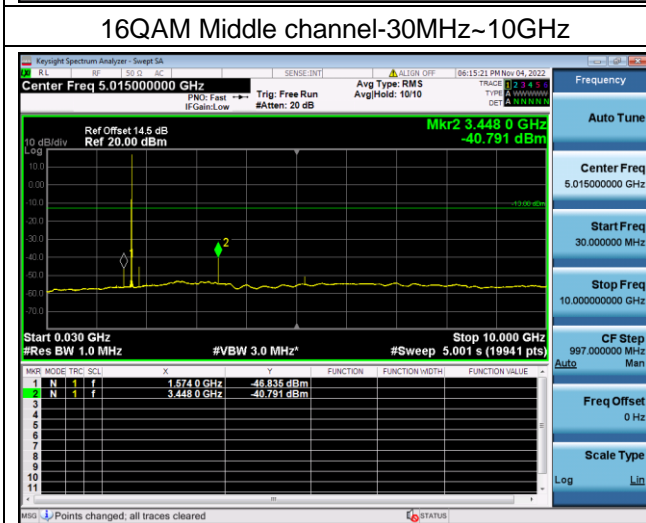 16QAM Middle channel-30MHz~10GHz
Keysight Spectrum Analyzer - Swept SA
RL RF 50 Ω AC SENSE:INT ALIGN OFF 06:15:21 PM Nov 04, 2022
Center Freq 5.015000000 GHz
PNO: Fast
IFGain:Low
Trig: Free Run
#Atten: 20 dB
Avg Type: RMS
Avg|Hold: 10/10
TRACE 1 2 3 4 5 6
TYPE A WWWWW
DET A NNNNN
Ref Offset 14.5 dB
Ref 20.00 dBm
10 dB/div
Log
Mkr2 3.448 0 GHz
-40.791 dBm
10.0
0.00
-10.0
-13.00 dBm
-20.0
-30.0
-40.0
-50.0
-60.0
-70.0
2
Start 0.030 GHz
Stop 10.000 GHz
#Res BW 1.0 MHz #VBW 3.0 MHz* #Sweep 5.001 s (19941 pts)
MKR MODE TRC SCL X Y FUNCTION FUNCTION WIDTH FUNCTION VALUE
1 N 1 f 1.574 0 GHz -46.835 dBm
2 N 1 f 3.448 0 GHz -40.791 dBm
3
4
5
6
7
8
9
10
11
MSG Points changed; all traces cleared STATUS
Frequency
Auto Tune
Center Freq
5.015000000 GHz
Start Freq
30.000000 MHz
Stop Freq
10.000000000 GHz
CF Step
997.000000 MHz
Auto Man
Freq Offset
0 Hz
Scale Type
Log Lin